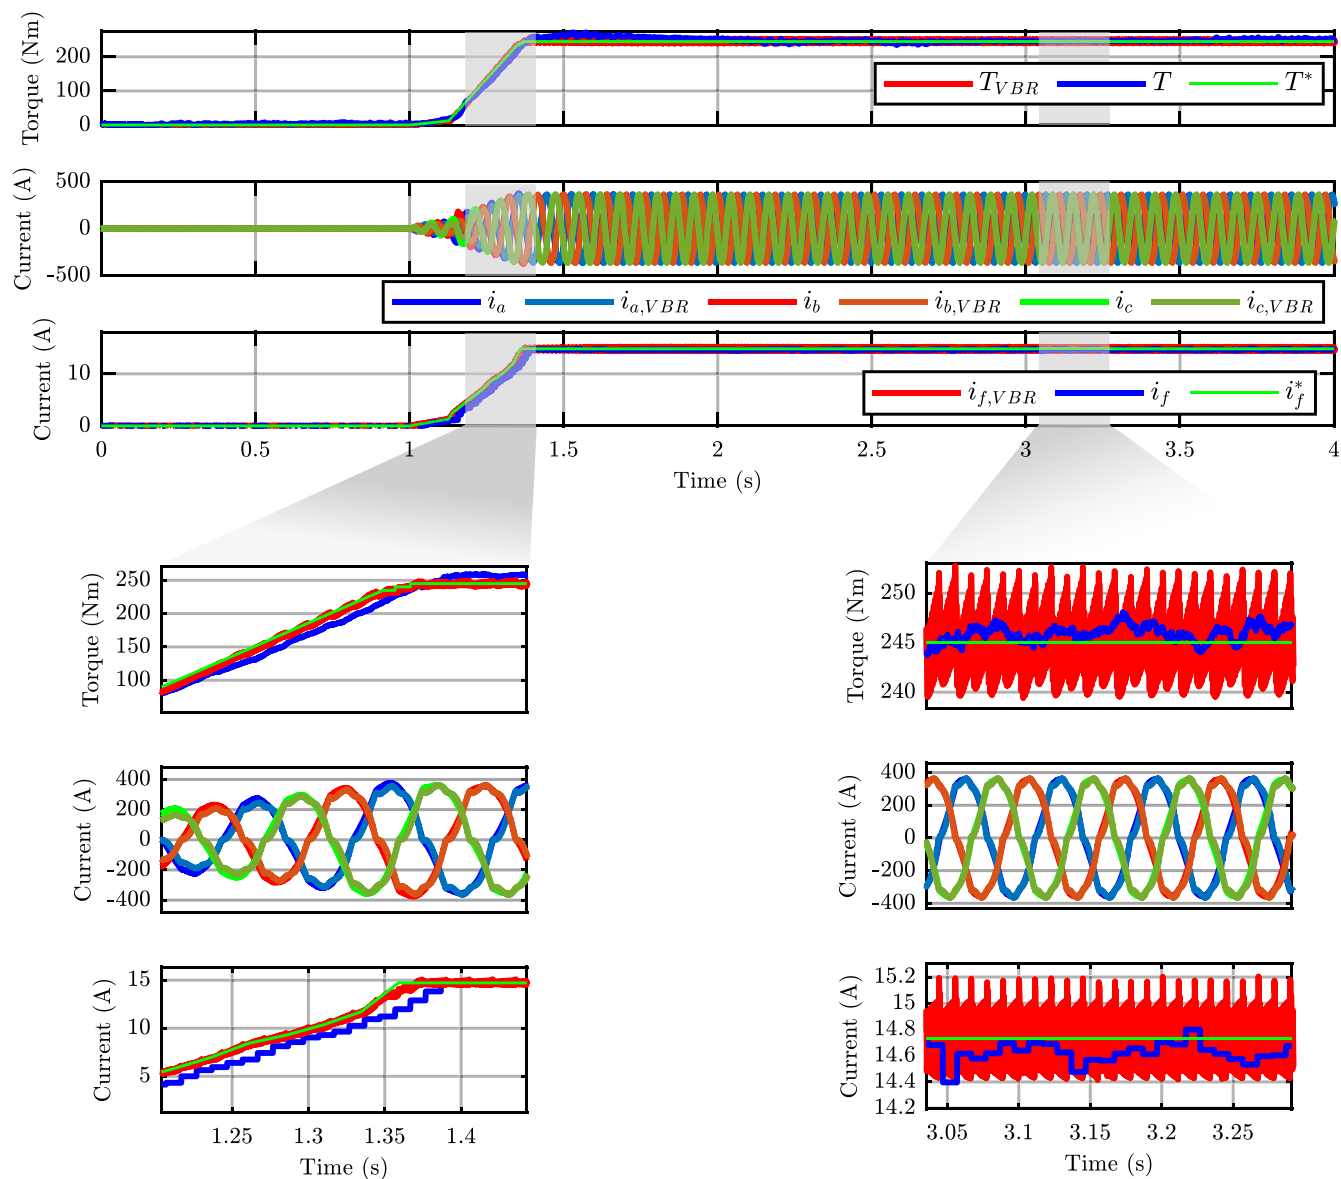 Torque (Nm)
200
100
0
T_VBR T T*
Current (A)
500
0
-500
i_a i_a,VBR i_b i_b,VBR i_c i_c,VBR
Current (A)
10
0
i_f,VBR i_f i_f*
0 0.5 1 1.5 2 2.5 3 3.5 4
Time (s)
Torque (Nm)
250
200
150
100
Torque (Nm)
250
245
240
Current (A)
400
200
0
-200
-400
Current (A)
400
200
0
-200
-400
Current (A)
15
10
5
1.25 1.3 1.35 1.4
Time (s)
Current (A)
15.2
15
14.8
14.6
14.4
14.2
3.05 3.1 3.15 3.2 3.25
Time (s)